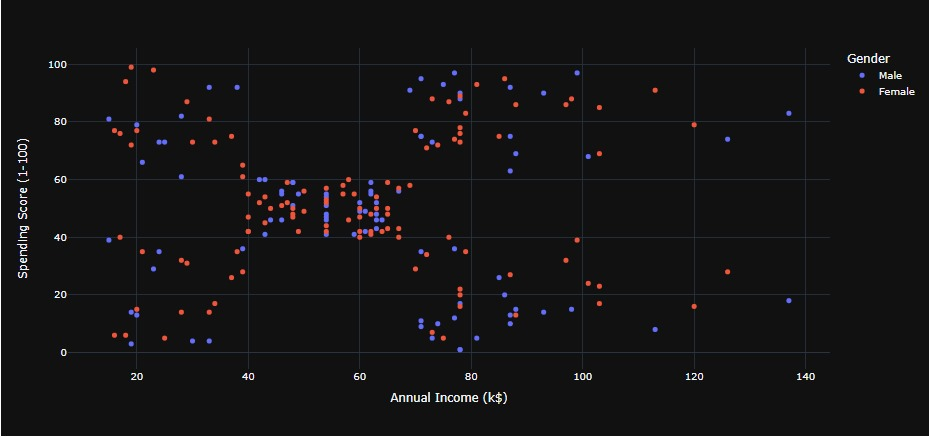 Gender
Male
Female
100
80
60
40
20
0
Spending Score (1-100)
20
40
60
80
100
120
140
Annual Income (k$)